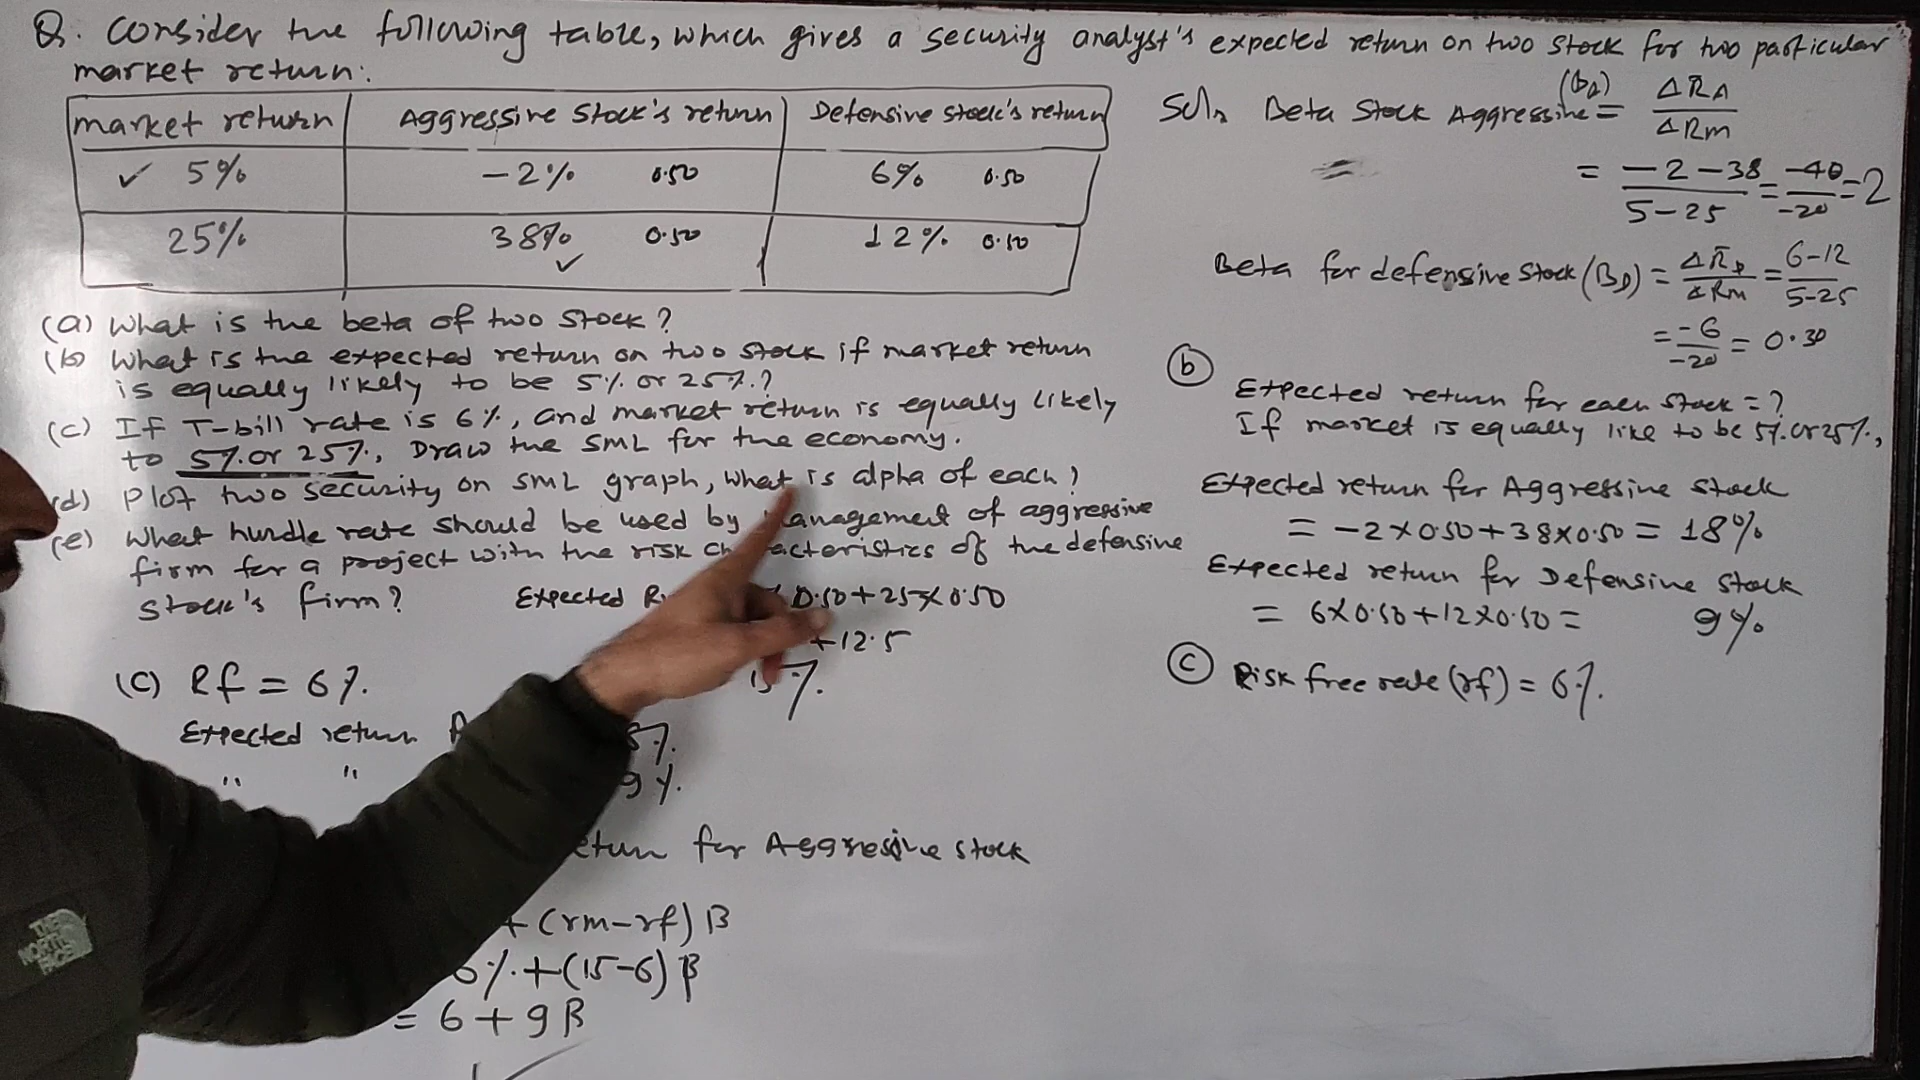 Q. Consider the following table, which gives a security analyst's expected return on two stock for two particular
market return:
market return Aggressive Stock's return Defensive Stock's return
✓ 5% -2% 0.50 6% 0.50
25% 38% 0.50 12% 0.50
✓
(a) What is the beta of two stock?
(b) What is the expected return on two stock if market return
is equally likely to be 5% or 25%?
(c) If T-bill rate is 6%, and market return is equally likely
to 5% or 25%, Draw the SML for the economy.
(d) Plot two security on SML graph, what is alpha of each?
(e) What hurdle rate should be used by management of aggressive
firm for a project with the risk characteristics of the defensive
stock's firm?
Expected 0.50+25×0.50
+12.5
15%.
(C) Rf = 6%.
Expected return
" " 9%.
return for Aggressive stock
+ (rm-rf) β
6%+(15-6) β
= 6 + 9β
Soln Beta Stock Aggressive = ΔRA
ΔRm
= -2-38 = -40 = 2
5-25 -20
Beta for defensive Stock (BD) = ΔRD = 6-12
ΔRm 5-25
= -6 = 0.30
-20
(b)
Expected return for each stock = ?
If market is equally like to be 5% or 25%,
Expected return for Aggressive stock
= -2×0.50+38×0.50 = 18%
Expected return for Defensive stock
= 6×0.50+12×0.50 = 9%
(c) Risk free rate (rf) = 6%.
THE
NORTH
FACE